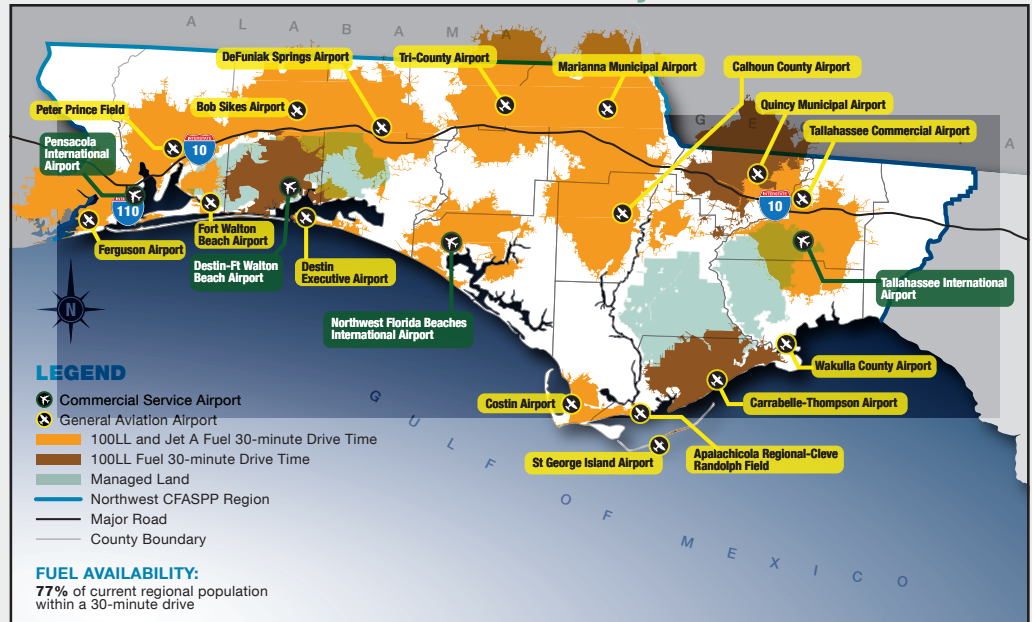 A L A B A M A
DeFuniak Springs Airport
Tri-County Airport
Marianna Municipal Airport
Calhoun County Airport
Peter Prince Field
Bob Sikes Airport
Quincy Municipal Airport
G E
A
Tallahassee Commercial Airport
Pensacola
International
Airport
INTERSTATE
10
INTERSTATE
10
110
Ferguson Airport
Fort Walton
Beach Airport
Destin-Ft Walton
Beach Airport
Destin
Executive Airport
Tallahassee International
Airport
N
Northwest Florida Beaches
International Airport
Wakulla County Airport
LEGEND
Commercial Service Airport
General Aviation Airport
100LL and Jet A Fuel 30-minute Drive Time
100LL Fuel 30-minute Drive Time
Managed Land
Northwest CFASPP Region
Major Road
County Boundary
Costin Airport
Carrabelle-Thompson Airport
St George Island Airport
Apalachicola Regional-Cleve
Randolph Field
G U L F O F M E X I C O
FUEL AVAILABILITY:
77% of current regional population
within a 30-minute drive